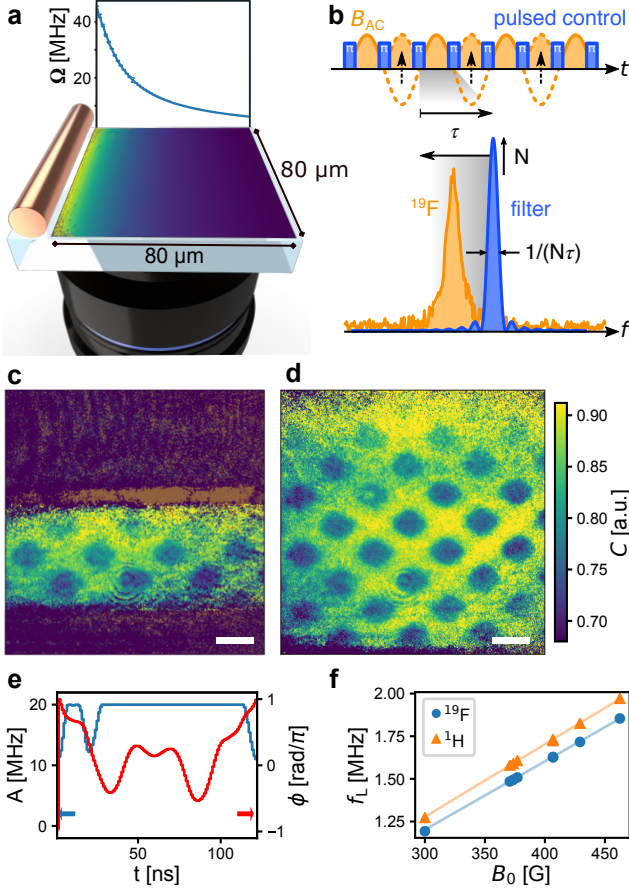 a
Ω [MHz]
40
20
80 µm
80 µm
b
B_AC
pulsed control
π π π π π π π
t
τ
N
¹⁹F
filter
1/(Nτ)
f
c
d
0.90
0.85
0.80
0.75
0.70
C [a.u.]
e
A [MHz]
20
10
0
1
0
−1
ϕ [rad/π]
50
100
t [ns]
f
f_L [MHz]
2.00
1.75
1.50
1.25
¹⁹F
¹H
300
350
400
450
B₀ [G]